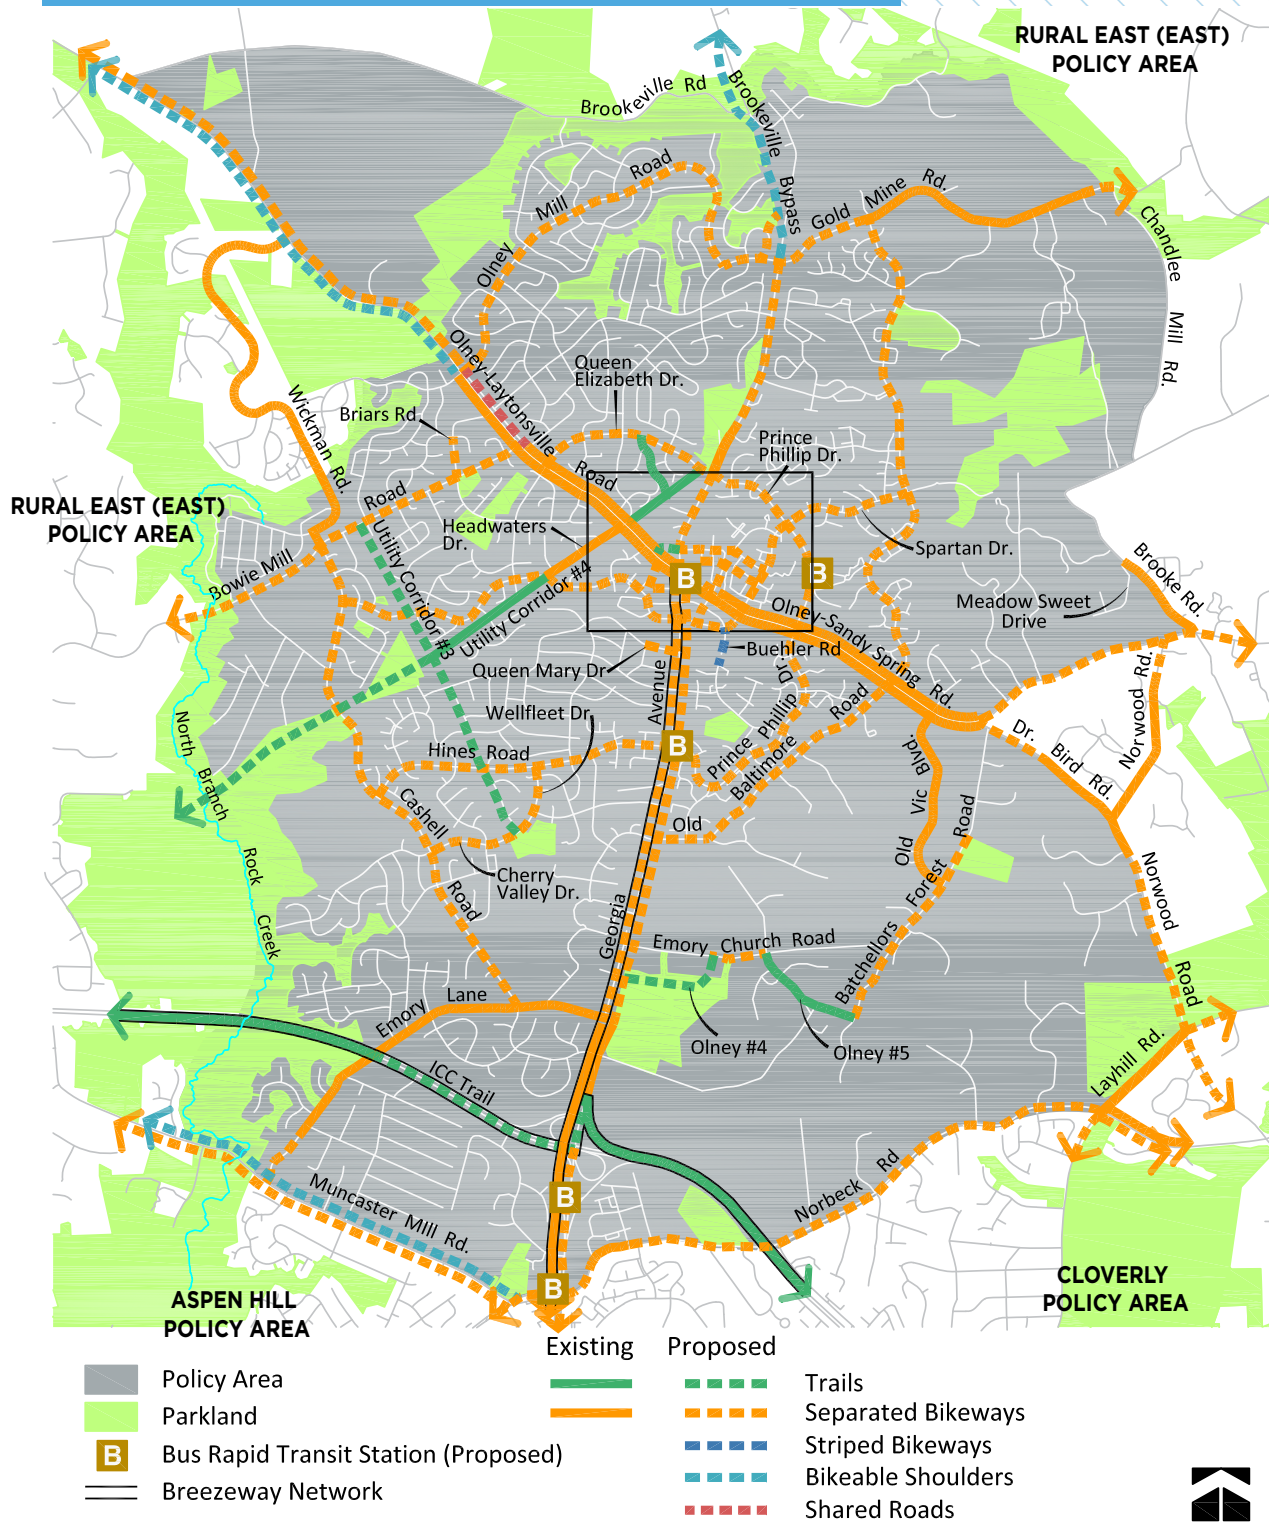 RURAL EAST (EAST)
POLICY AREA
Brookeville Rd
Brookeville
Bypass
Olney
Mill
Road
Gold Mine Rd.
Chandlee
Mill
Rd.
Olney-Laytonsville
Road
Queen
Elizabeth Dr.
Briars Rd.
Wickman Rd.
Prince
Phillip Dr.
RURAL EAST (EAST)
POLICY AREA
Bowie Mill
Road
Headwaters
Dr.
Utility Corridor #3
Utility Corridor #4
Spartan Dr.
Brooke Rd.
Meadow Sweet
Drive
B
B
Olney-Sandy Spring Rd.
Buehler Rd
Queen Mary Dr
Avenue
Wellfleet Dr.
Prince Phillip Dr.
Baltimore
Road
Old
Norwood Rd.
Dr. Bird Rd.
North
Branch
Rock
Creek
Hines Road
B
Cashell
Road
Old
Vic
Blvd.
Cherry
Valley Dr.
Batchellors
Forest
Road
Norwood
Road
Georgia
Emory Church Road
Emory
Lane
Olney #4
Olney #5
Layhill Rd.
ICC Trail
Muncaster Mill Rd.
B
Norbeck Rd
B
ASPEN HILL
POLICY AREA
CLOVERLY
POLICY AREA
Existing Proposed
Policy Area
Parkland
B Bus Rapid Transit Station (Proposed)
Breezeway Network
Trails
Separated Bikeways
Striped Bikeways
Bikeable Shoulders
Shared Roads